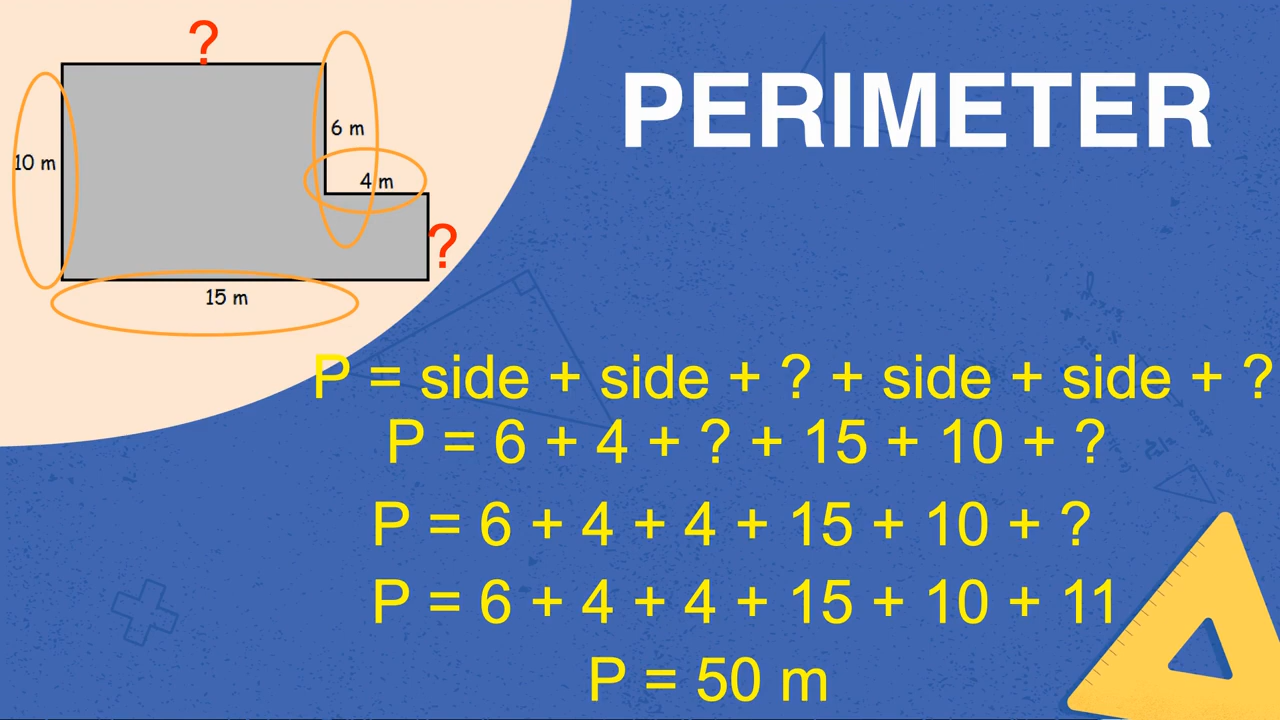 ?
PERIMETER
6 m
10 m
4 m
?
15 m
P = side + side + ? + side + side + ?
P = 6 + 4 + ? + 15 + 10 + ?
P = 6 + 4 + 4 + 15 + 10 + ?
P = 6 + 4 + 4 + 15 + 10 + 11
P = 50 m